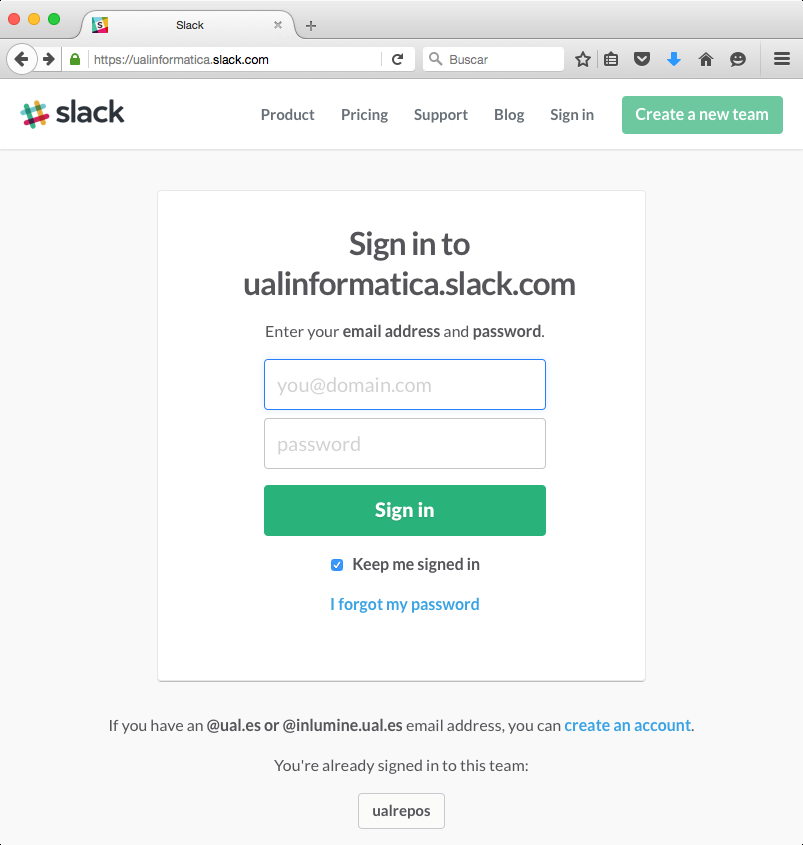 Slack
https://ualinformatica.slack.com
Buscar
slack
Product
Pricing
Support
Blog
Sign in
Create a new team
Sign in to
ualinformatica.slack.com
Enter your email address and password.
you@domain.com
password
Sign in
Keep me signed in
I forgot my password
If you have an @ual.es or @inlumine.ual.es email address, you can create an account.
You're already signed in to this team:
ualrepos